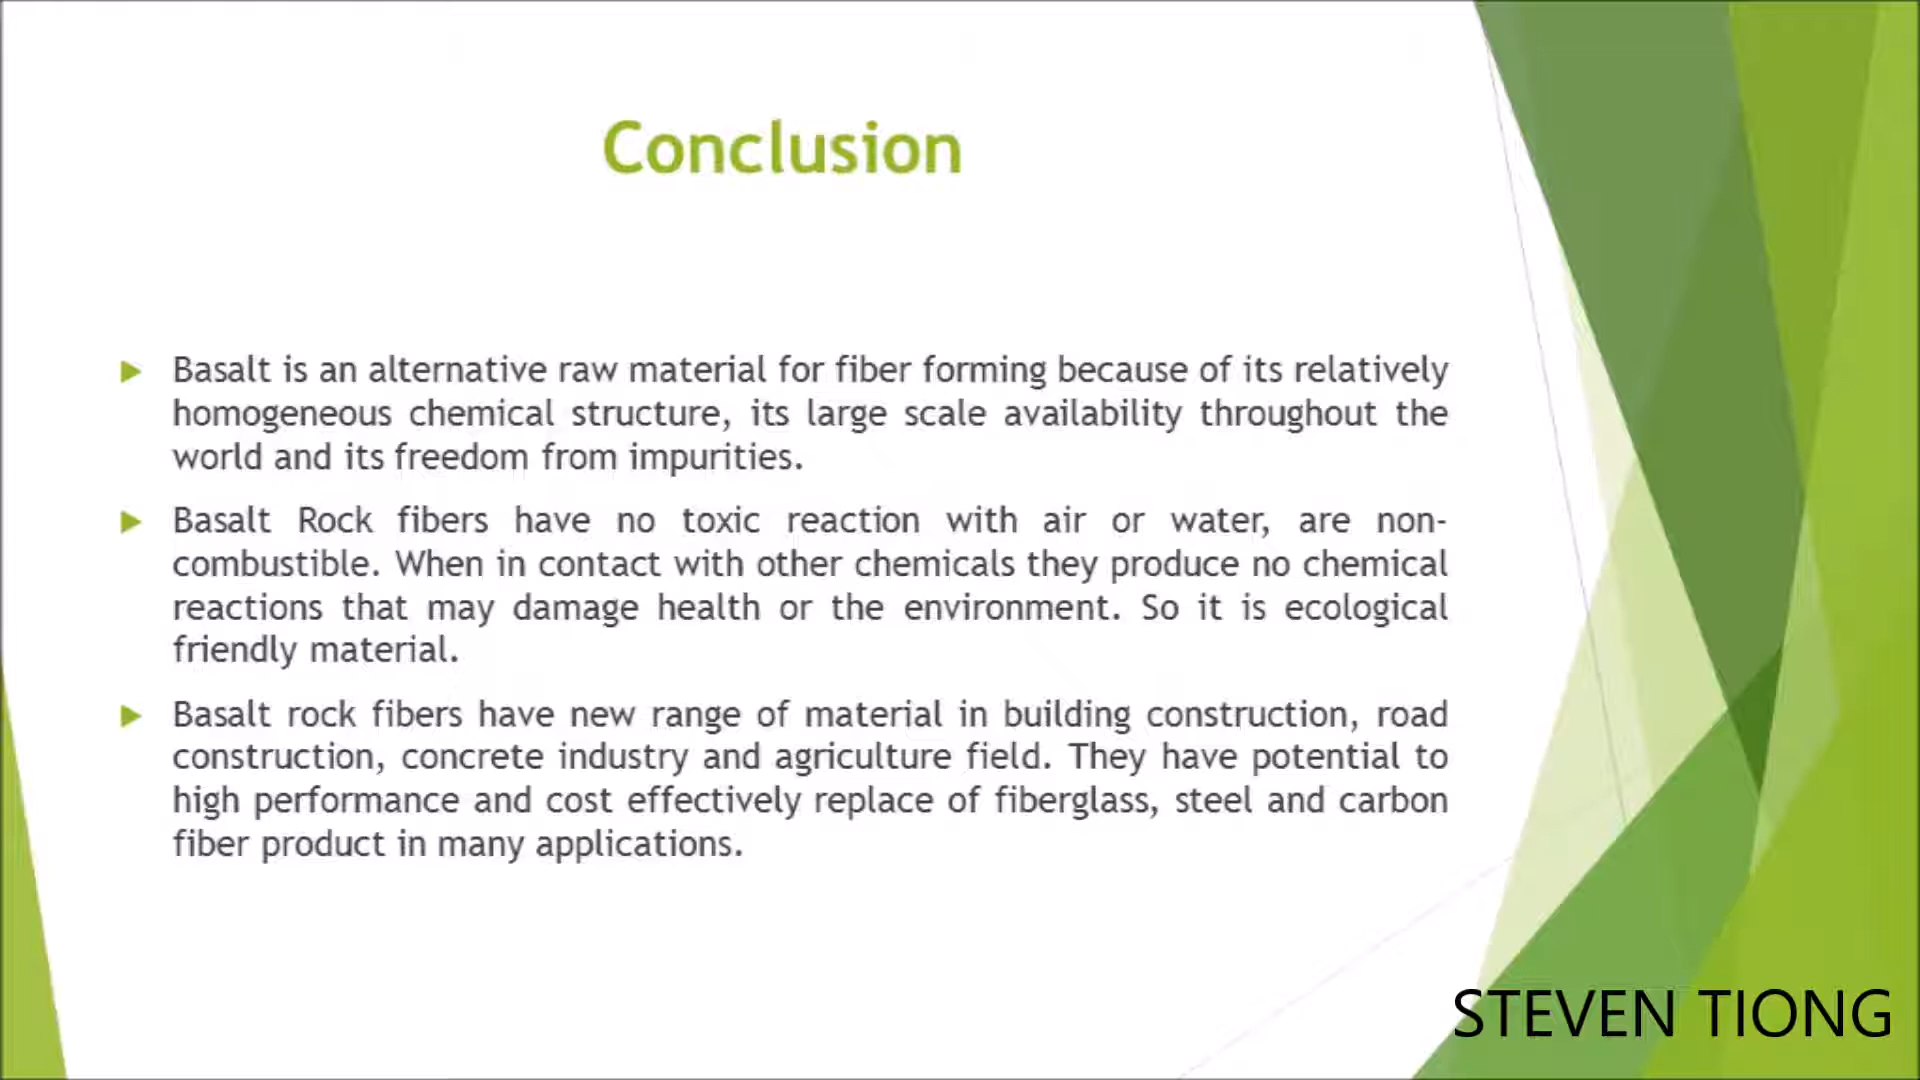 Conclusion
Basalt is an alternative raw material for fiber forming because of its relatively
homogeneous chemical structure, its large scale availability throughout the
world and its freedom from impurities.
Basalt Rock fibers have no toxic reaction with air or water, are non-
combustible. When in contact with other chemicals they produce no chemical
reactions that may damage health or the environment. So it is ecological
friendly material.
Basalt rock fibers have new range of material in building construction, road
construction, concrete industry and agriculture field. They have potential to
high performance and cost effectively replace of fiberglass, steel and carbon
fiber product in many applications.
STEVEN TIONG